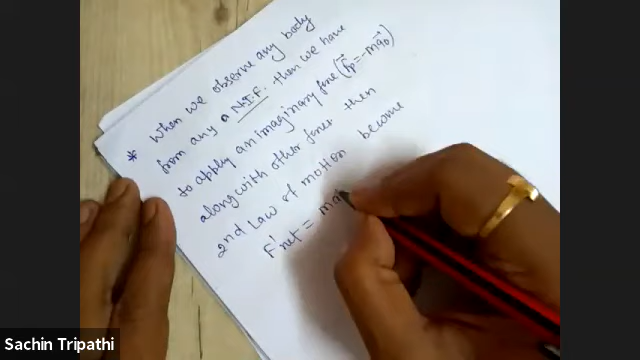 * When we observe any body
from any a N.I.F. then we have
to apply an imaginary force (F⃗p = -ma⃗0)
along with other forces then
2nd Law of motion become
F'net = ma
Sachin Tripathi